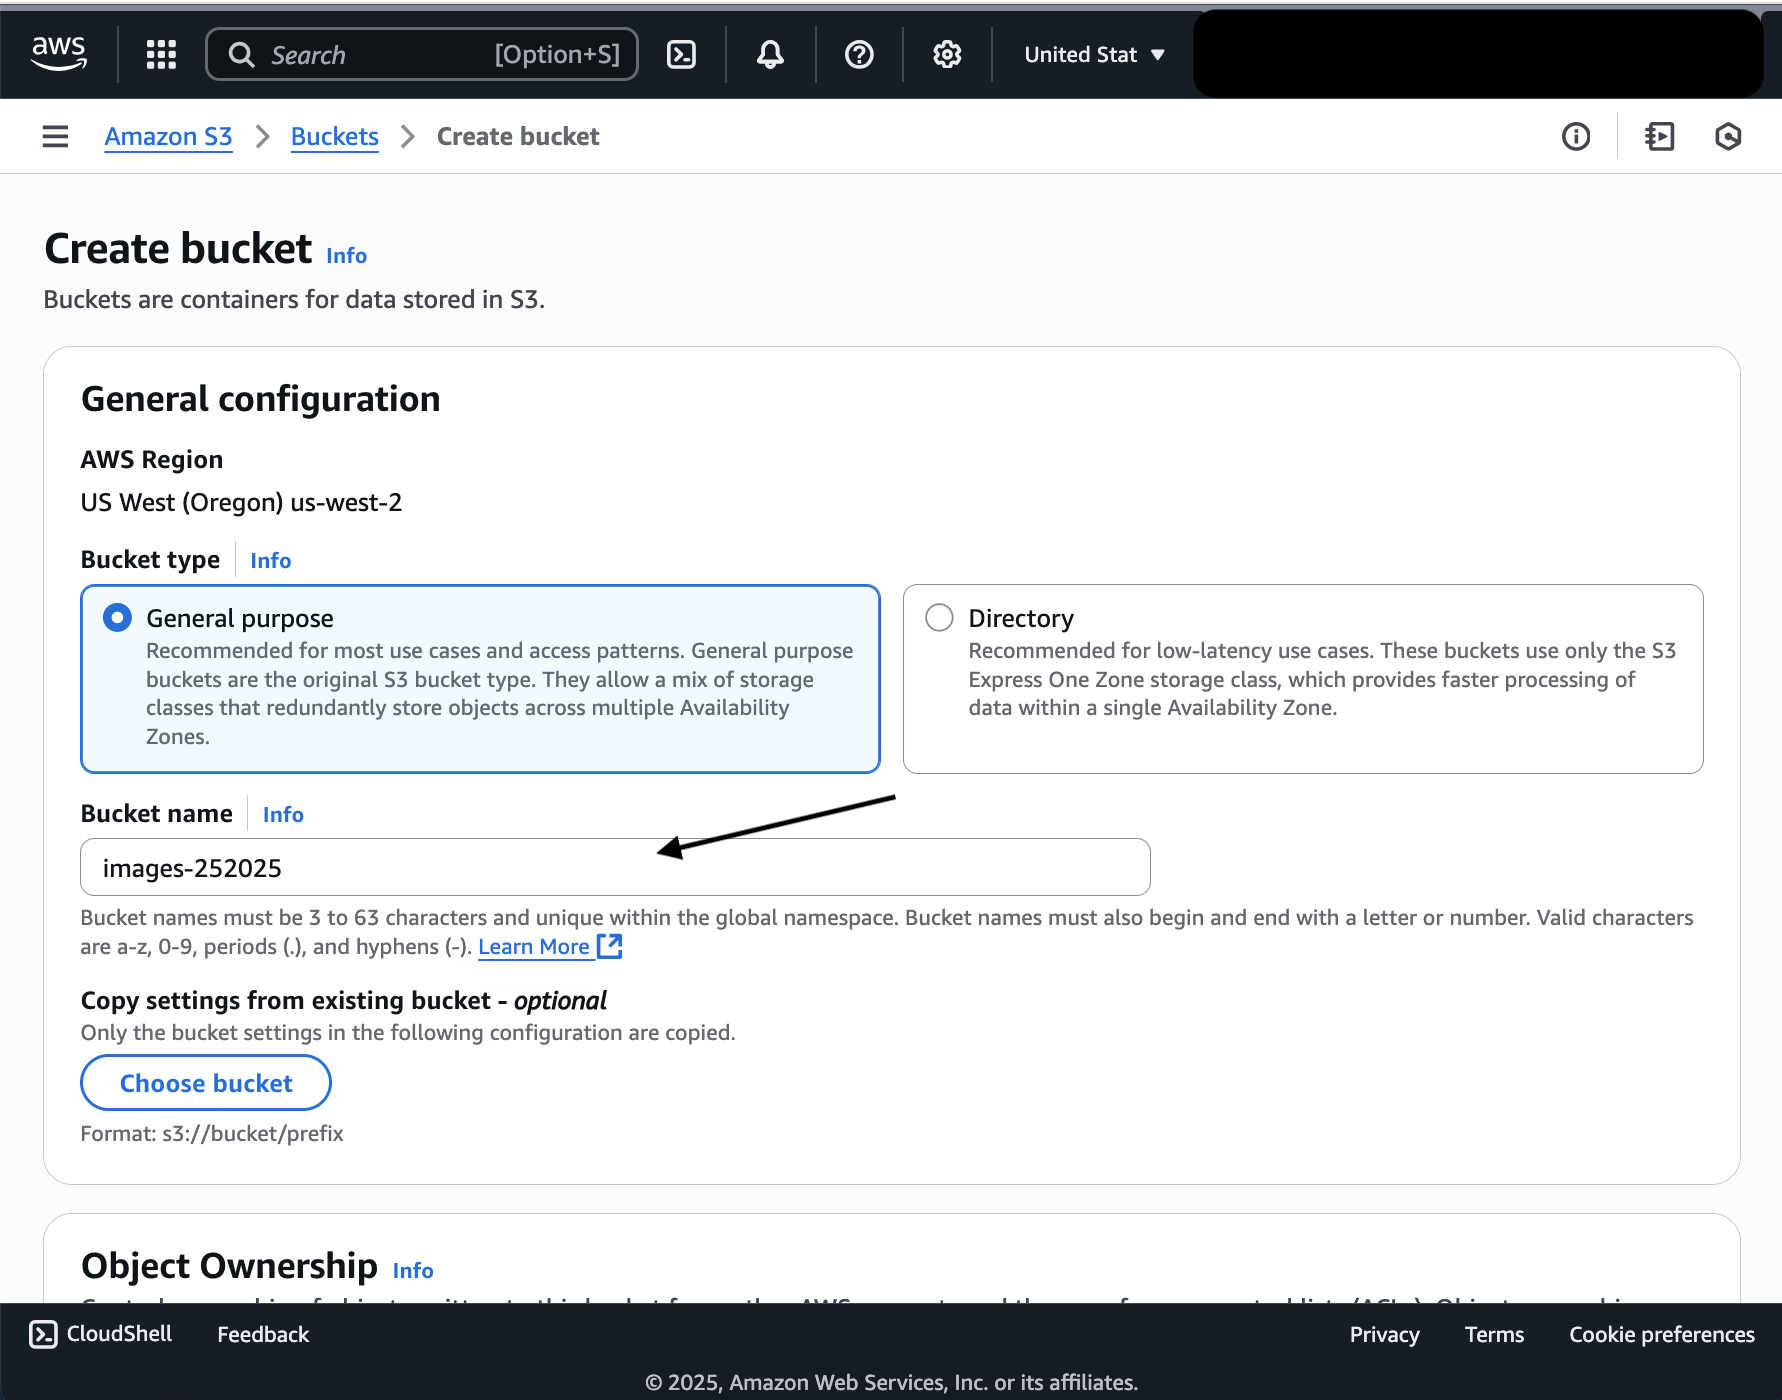 aws
Search [Option+S]
United Stat
Amazon S3 Buckets Create bucket
Create bucket Info
Buckets are containers for data stored in S3.
General configuration
AWS Region
US West (Oregon) us-west-2
Bucket type Info
General purpose
Recommended for most use cases and access patterns. General purpose
buckets are the original S3 bucket type. They allow a mix of storage
classes that redundantly store objects across multiple Availability
Zones.
Directory
Recommended for low-latency use cases. These buckets use only the S3
Express One Zone storage class, which provides faster processing of
data within a single Availability Zone.
Bucket name Info
images-252025
Bucket names must be 3 to 63 characters and unique within the global namespace. Bucket names must also begin and end with a letter or number. Valid characters
are a-z, 0-9, periods (.), and hyphens (-). Learn More
Copy settings from existing bucket - optional
Only the bucket settings in the following configuration are copied.
Choose bucket
Format: s3://bucket/prefix
Object Ownership Info
CloudShell Feedback Privacy Terms Cookie preferences
© 2025, Amazon Web Services, Inc. or its affiliates.